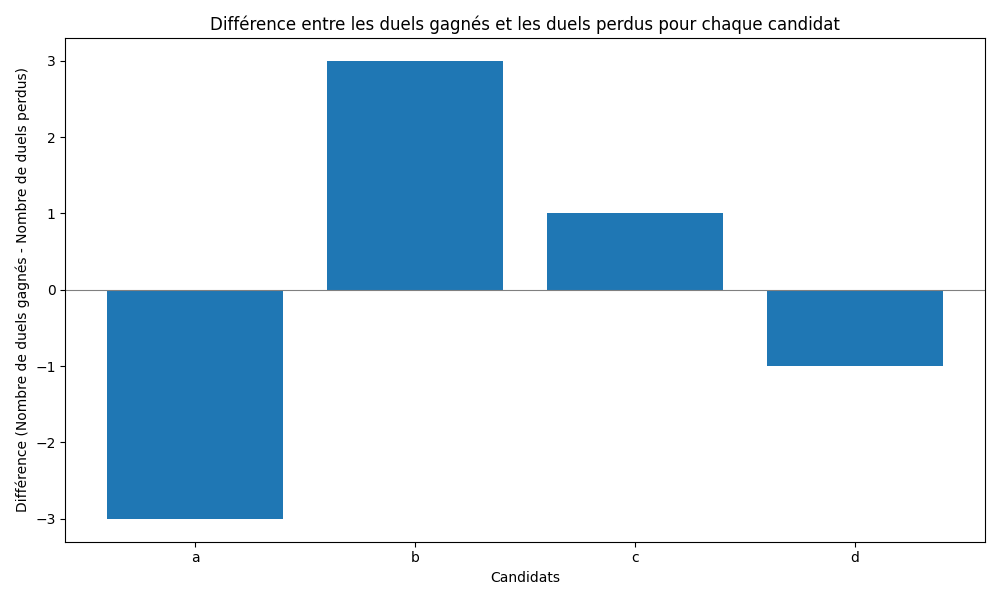 Différence entre les duels gagnés et les duels perdus pour chaque candidat
Différence (Nombre de duels gagnés - Nombre de duels perdus)
3
2
1
0
−1
−2
−3
a b c d
Candidats